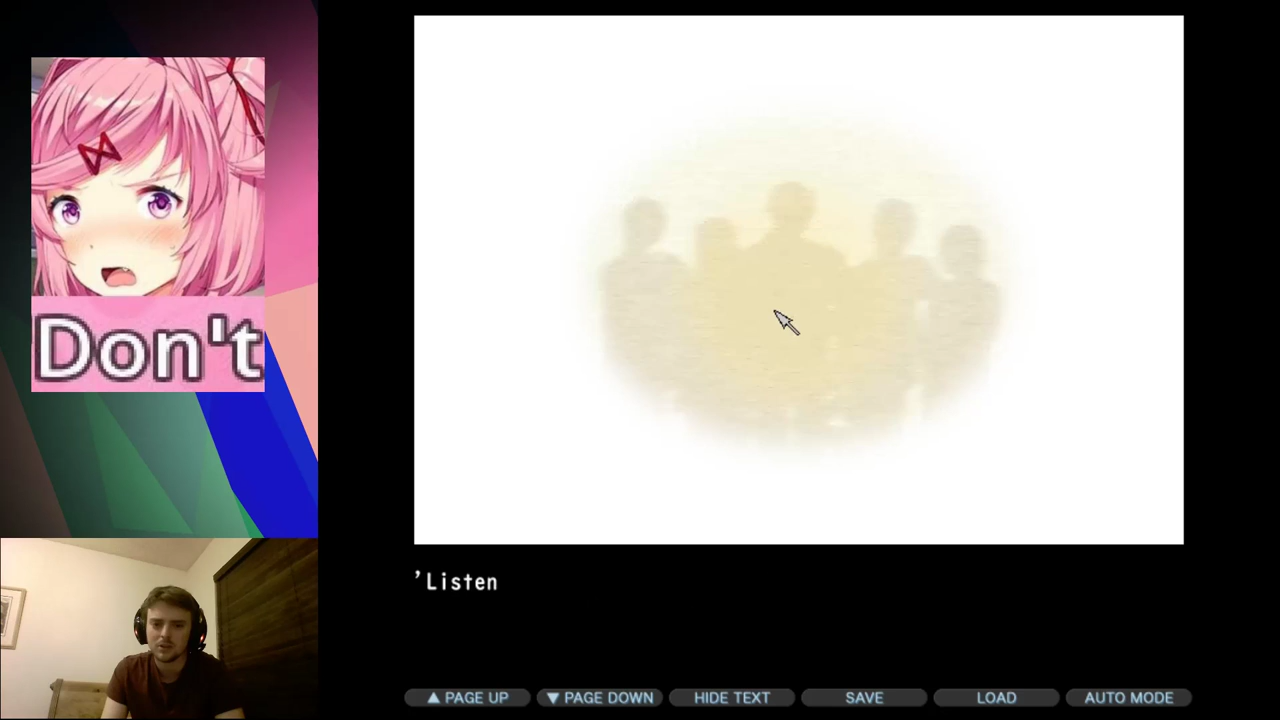 Don't
'Listen
▲ PAGE UP
▼ PAGE DOWN
HIDE TEXT
SAVE
LOAD
AUTO MODE